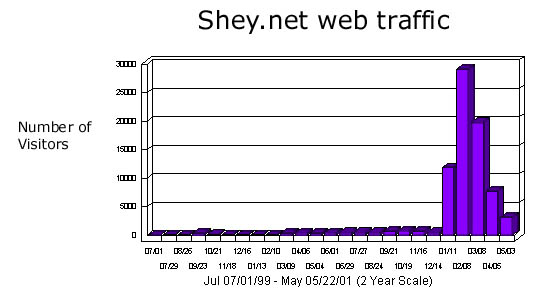 Shey.net web traffic
Number of
Visitors
30000
25000
20000
15000
10000
5000
0
07/01 08/26 10/21 12/16 02/10 04/06 06/01 07/27 09/21 11/16 01/11 03/08 05/03
07/29 09/23 11/18 01/13 03/09 05/04 06/29 08/24 10/19 12/14 02/08 04/05
Jul 07/01/99 - May 05/22/01 (2 Year Scale)